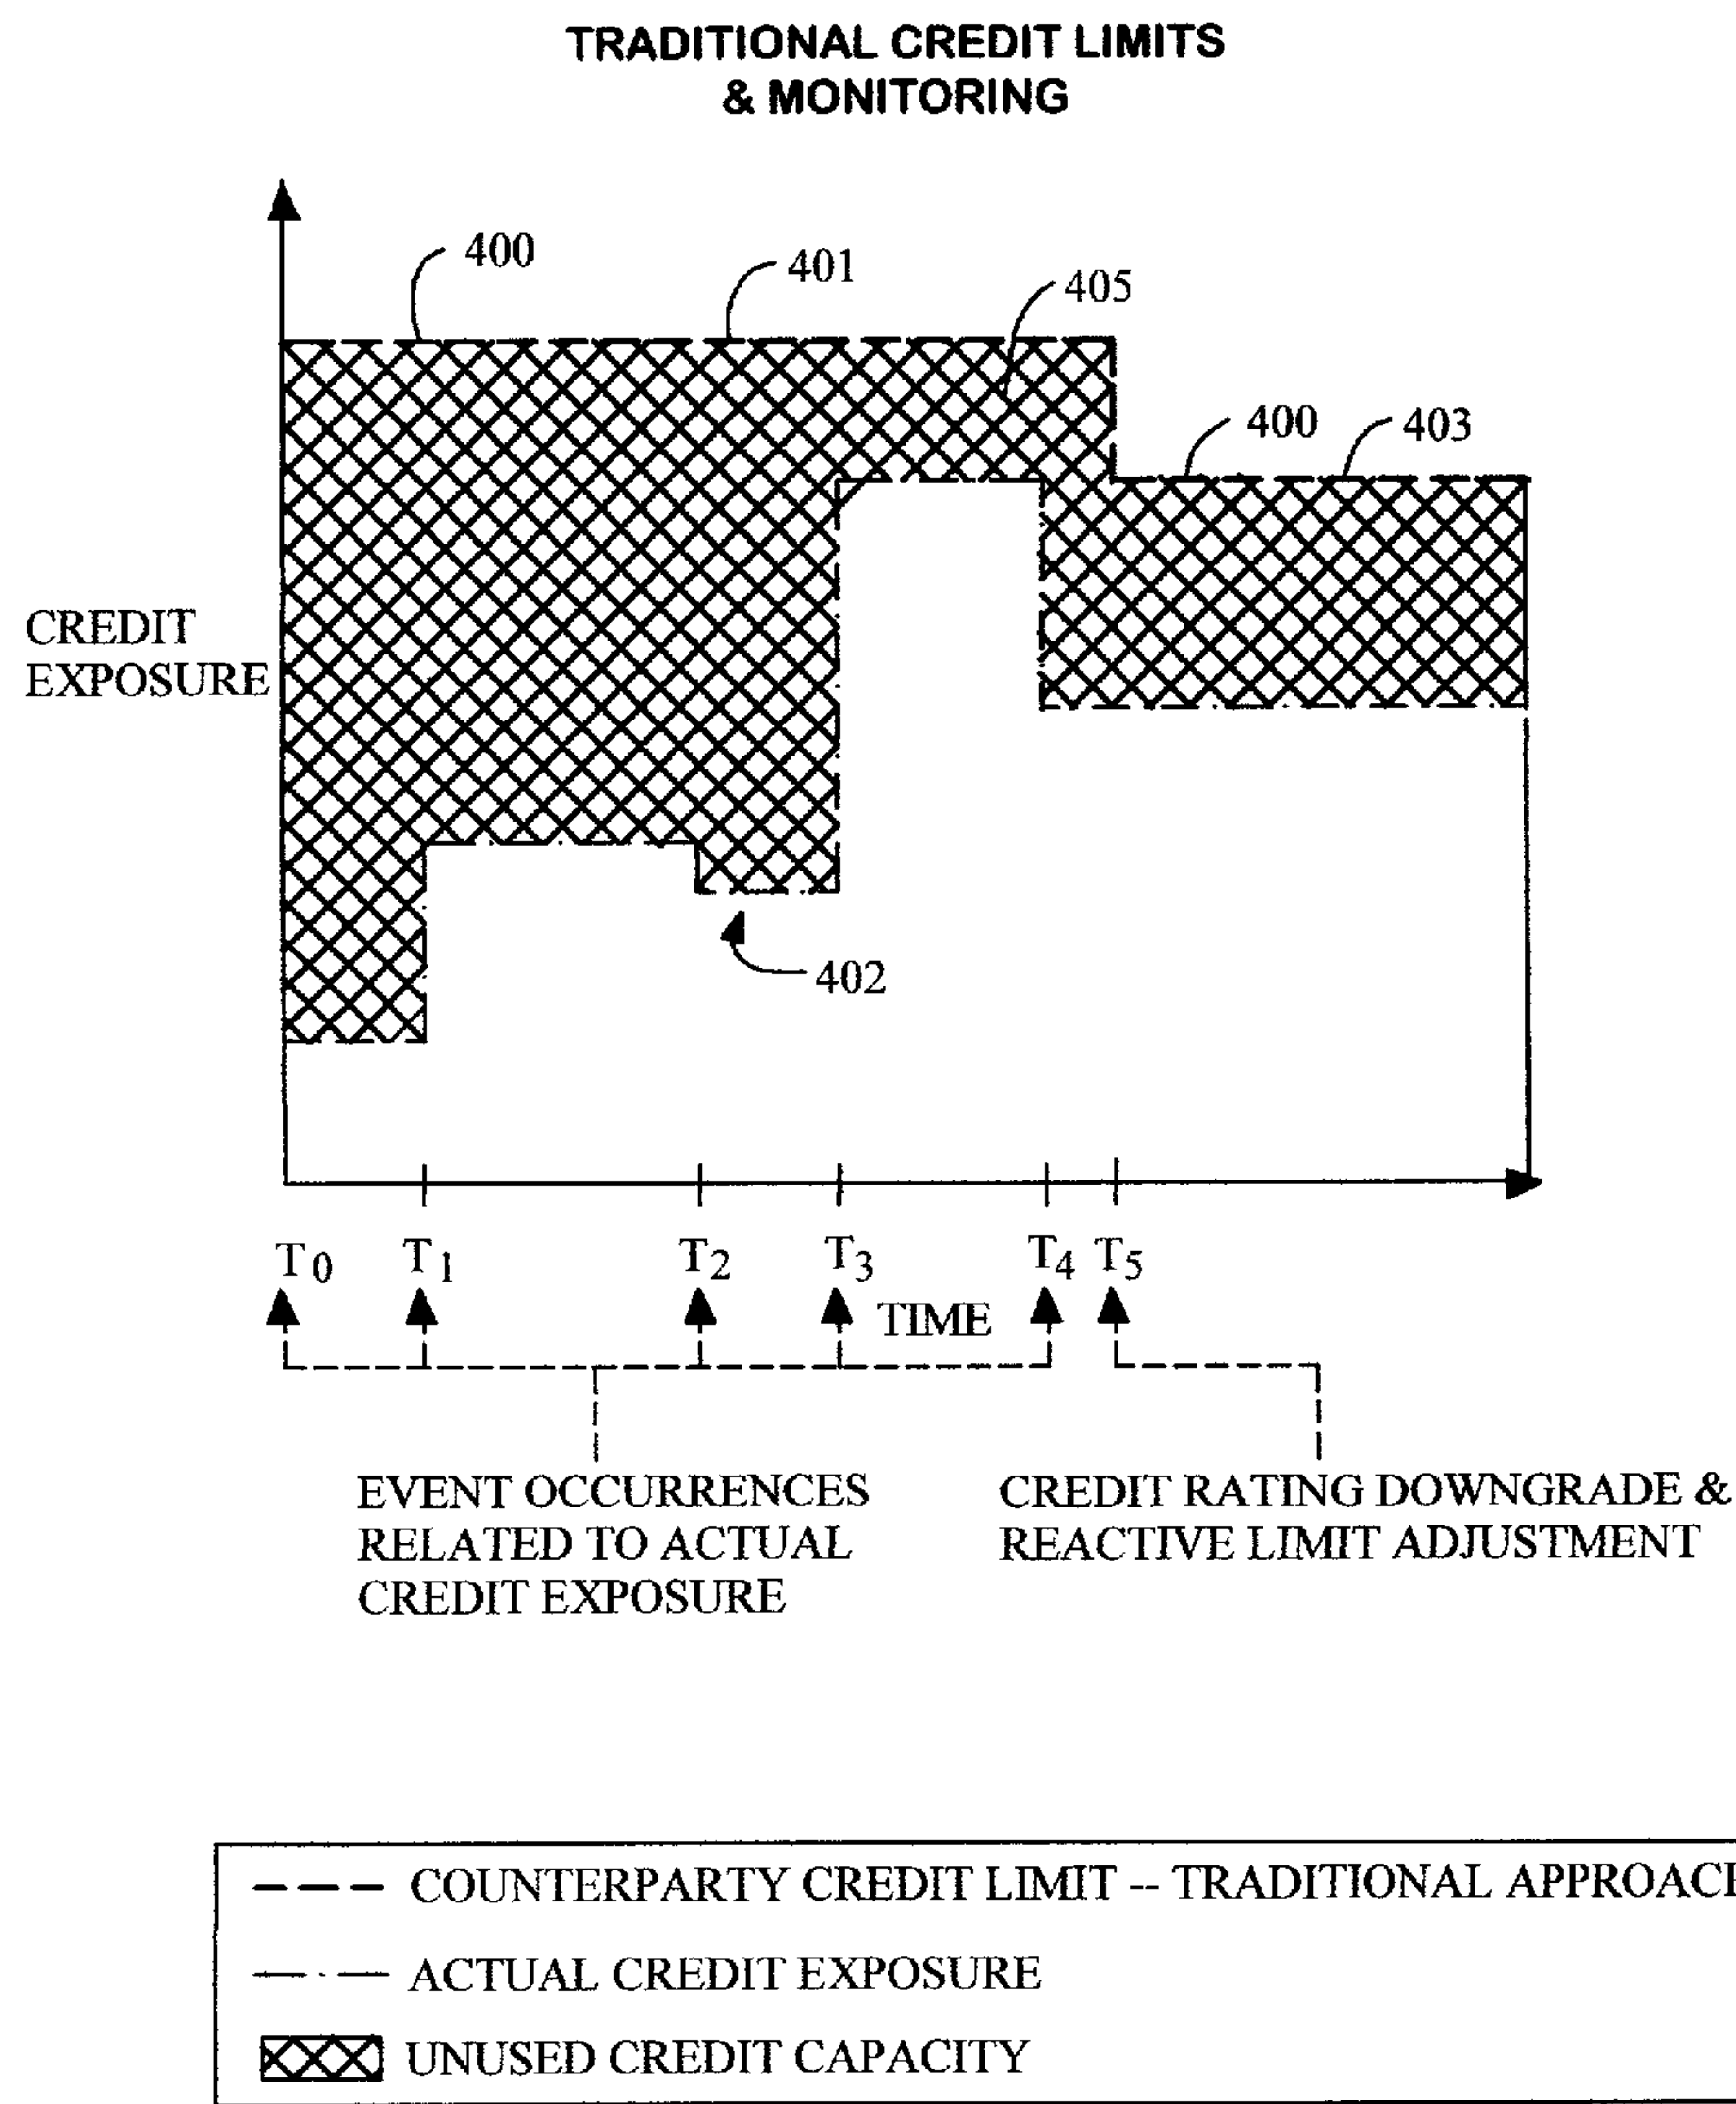 TRADITIONAL CREDIT LIMITS
& MONITORING
400
401
405
400
403
CREDIT
EXPOSURE
402
T0 T1 T2 T3 T4 T5
TIME
EVENT OCCURRENCES
RELATED TO ACTUAL
CREDIT EXPOSURE
CREDIT RATING DOWNGRADE &
REACTIVE LIMIT ADJUSTMENT
COUNTERPARTY CREDIT LIMIT -- TRADITIONAL
ACTUAL CREDIT EXPOSURE
UNUSED CREDIT CAPACITY